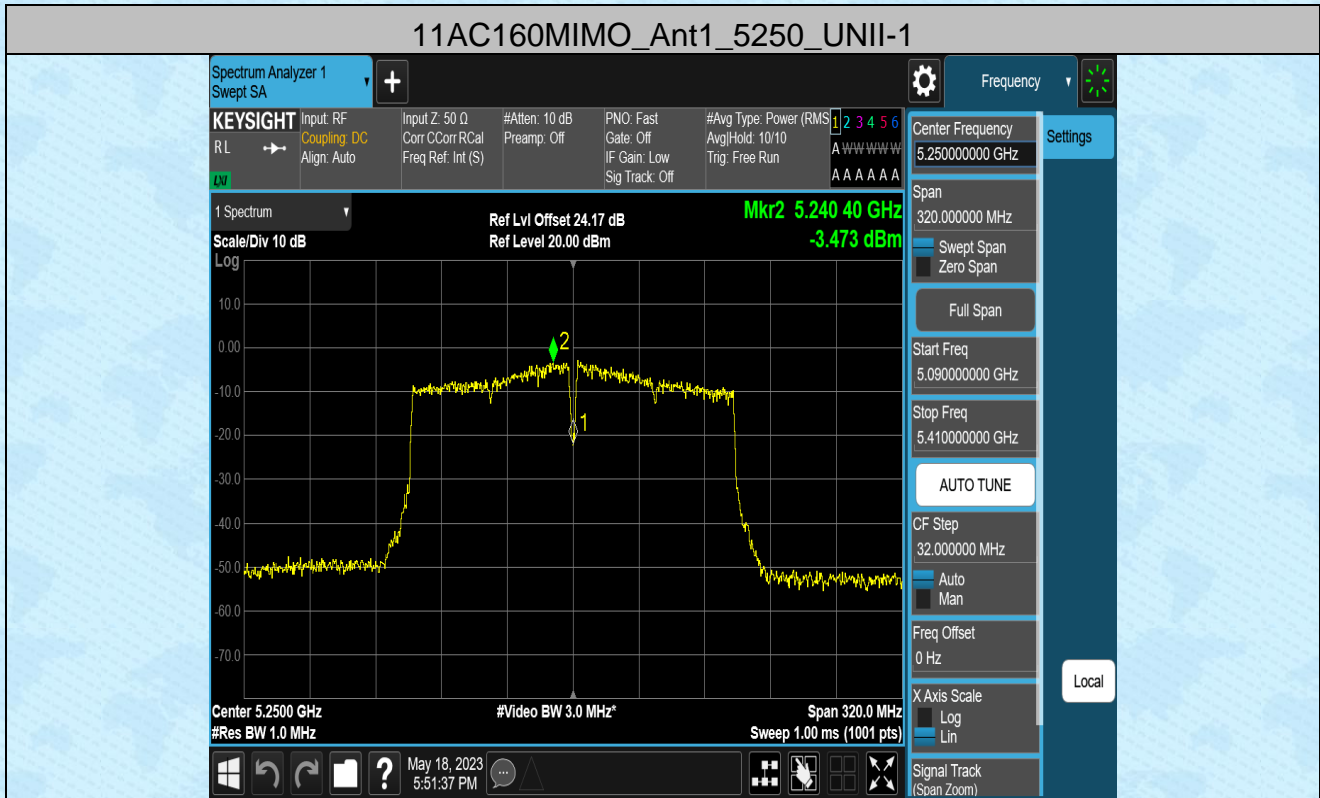 11AC160MIMO_Ant1_5250_UNII-1
Spectrum Analyzer 1
Swept SA
+
Frequency
KEYSIGHT
RL
LXI
Input: RF
Coupling: DC
Align: Auto
Input Z: 50 Ω
Corr CCorr RCal
Freq Ref: Int (S)
#Atten: 10 dB
Preamp: Off
PNO: Fast
Gate: Off
IF Gain: Low
Sig Track: Off
#Avg Type: Power (RMS
Avg|Hold: 10/10
Trig: Free Run
1 2 3 4 5 6
A W W W W W
A A A A A A
1 Spectrum
Scale/Div 10 dB
Log
Ref Lvl Offset 24.17 dB
Ref Level 20.00 dBm
Mkr2 5.240 40 GHz
-3.473 dBm
10.0
0.00
-10.0
-20.0
-30.0
-40.0
-50.0
-60.0
-70.0
2
1
Center 5.2500 GHz
#Res BW 1.0 MHz
#Video BW 3.0 MHz*
Span 320.0 MHz
Sweep 1.00 ms (1001 pts)
Center Frequency
5.250000000 GHz
Settings
Span
320.000000 MHz
Swept Span
Zero Span
Full Span
Start Freq
5.090000000 GHz
Stop Freq
5.410000000 GHz
AUTO TUNE
CF Step
32.000000 MHz
Auto
Man
Freq Offset
0 Hz
X Axis Scale
Log
Lin
Local
Signal Track
(Span Zoom)
?
May 18, 2023
5:51:37 PM